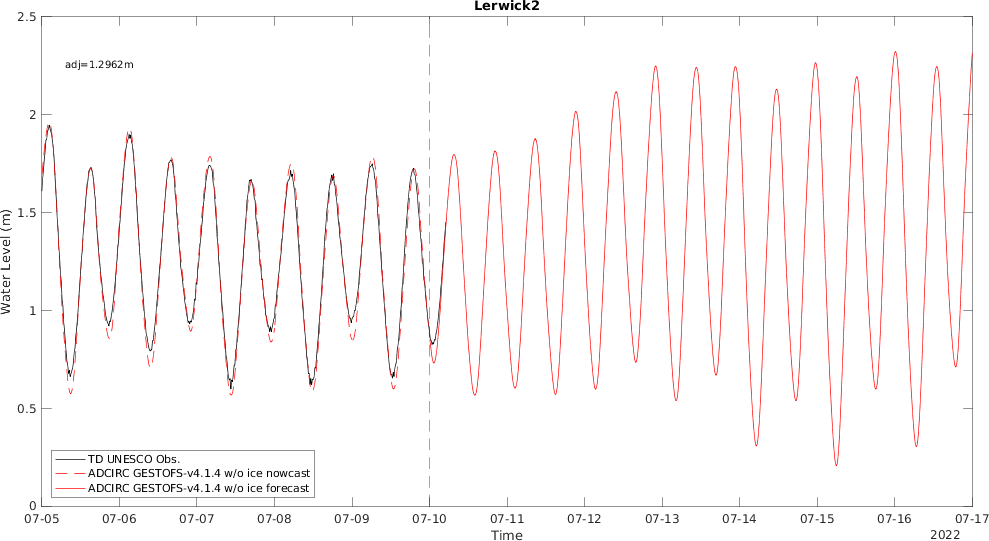 Lerwick2
2.5
adj=1.2962m
2
1.5
Water Level (m)
1
0.5
TD UNESCO Obs.
ADCIRC GESTOFS-v4.1.4 w/o ice nowcast
ADCIRC GESTOFS-v4.1.4 w/o ice forecast
0
07-05 07-06 07-07 07-08 07-09 07-10 07-11 07-12 07-13 07-14 07-15 07-16 07-17
Time
2022